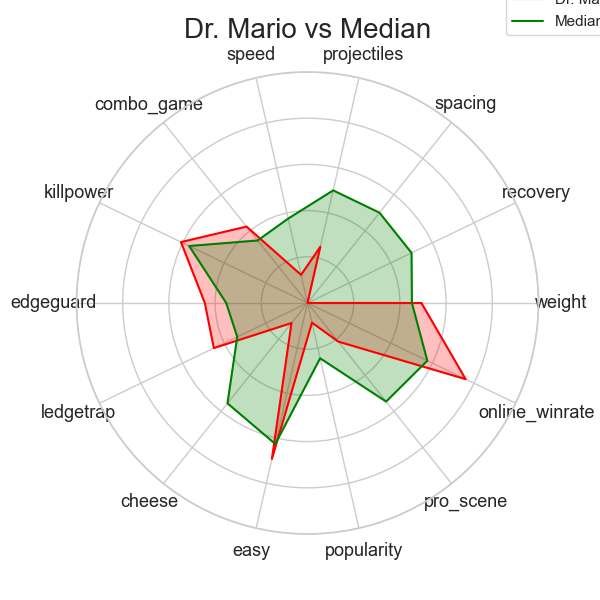 Dr. Mario vs Median
Median
speed
projectiles
combo_game
spacing
killpower
recovery
edgeguard
weight
ledgetrap
online_winrate
cheese
pro_scene
easy
popularity